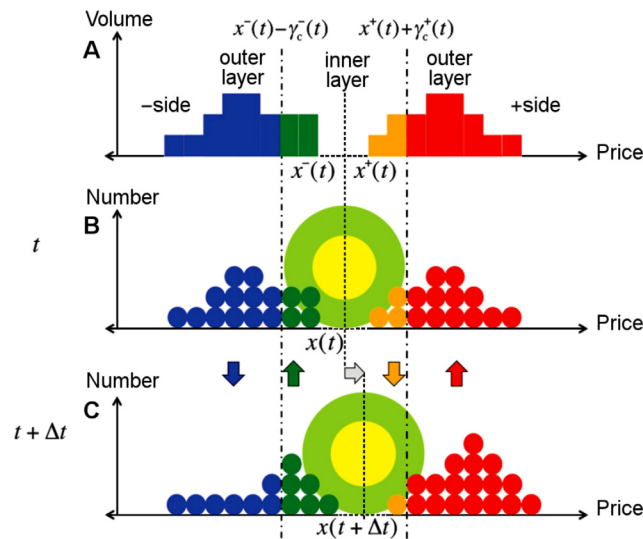 Volume
x⁻(t)−γc⁻(t) x⁺(t)+γc⁺(t)
A
outer layer
inner layer
outer layer
−side
+side
Price
x⁻(t) x⁺(t)
Number
B
t
x(t)
Price
Number
C
t + Δt
x(t + Δt)
Price